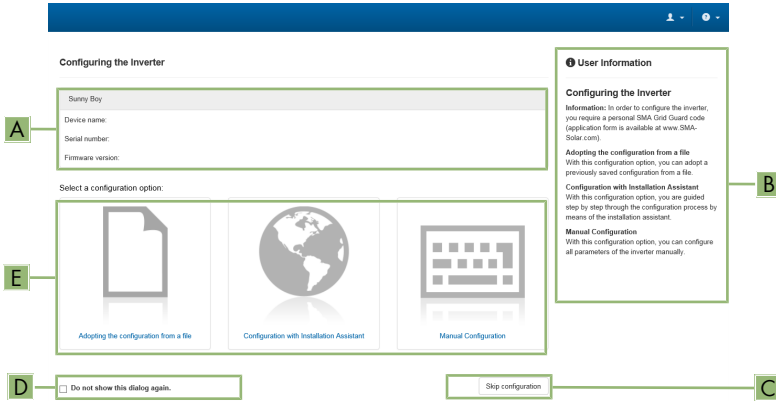 Configuring the Inverter
Sunny Boy
Device name:
Serial number:
Firmware version:
A
Select a configuration option:
E
Adopting the configuration from a file
Configuration with Installation Assistant
Manual Configuration
D
Do not show this dialog again.
Skip configuration
C
User Information
Configuring the Inverter
Information: In order to configure the inverter,
you require a personal SMA Grid Guard code
(application form is available at www.SMA-
Solar.com).
Adopting the configuration from a file
With this configuration option, you can adopt a
previously saved configuration from a file.
Configuration with Installation Assistant
With this configuration option, you are guided
step by step through the configuration process by
means of the installation assistant.
Manual Configuration
With this configuration option, you can configure
all parameters of the inverter manually.
B